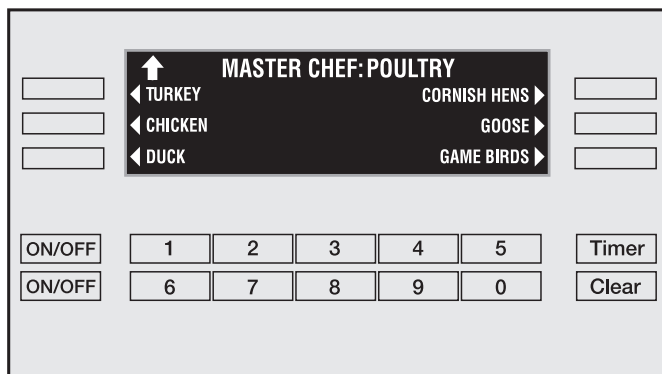 MASTER CHEF: POULTRY
TURKEY CORNISH HENS
CHICKEN GOOSE
DUCK GAME BIRDS
ON/OFF 1 2 3 4 5 Timer
ON/OFF 6 7 8 9 0 Clear